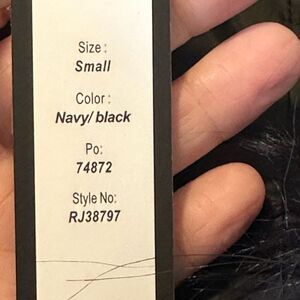 Size :
Small
Color :
Navy/ black
Po:
74872
Style No:
RJ38797